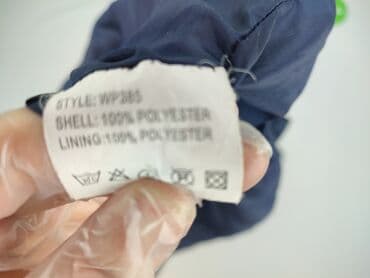 STYLE: WP385
SHELL: 100% POLYESTER
LINING:100% POLYESTER